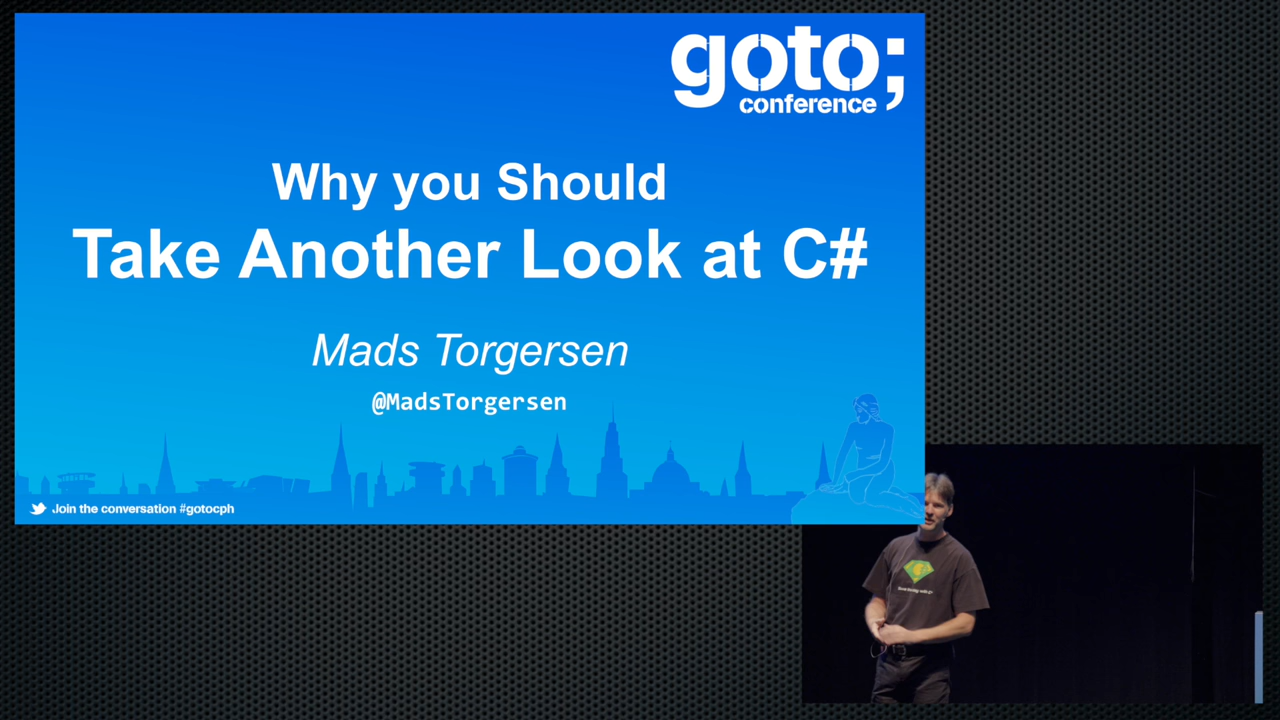 goto;
conference
Why you Should
Take Another Look at C#
Mads Torgersen
@MadsTorgersen
Join the conversation #gotocph